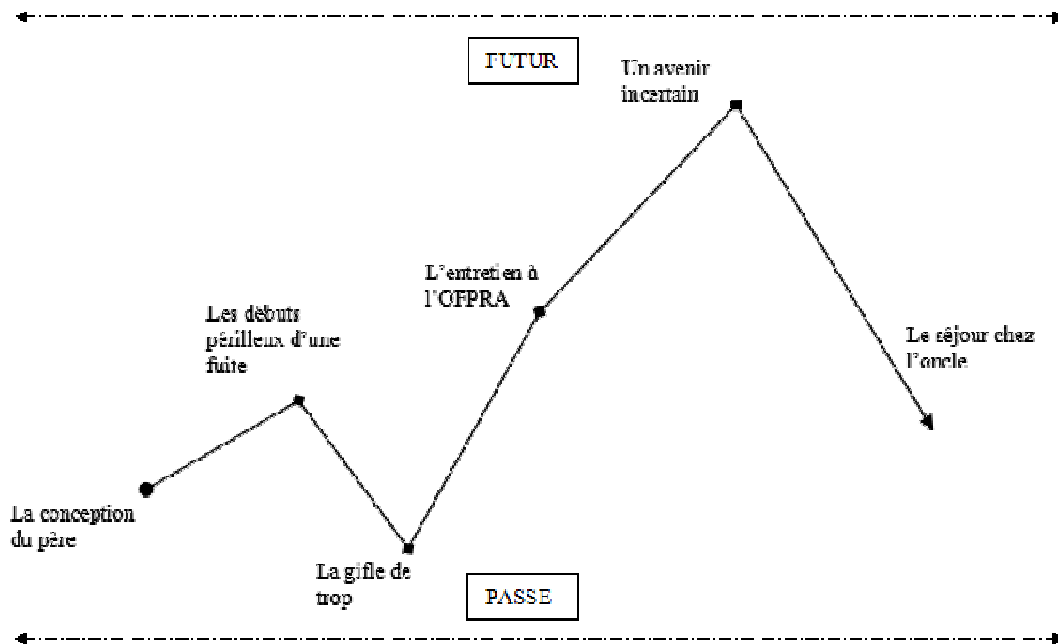 FUTUR
Un avenir
incertain
L'entretien à
l'OFPRA
Les débuts
périlleux d'une
fuite
Le séjour chez
l'oncle
La conception
du père
La gifle de
trop
PASSE